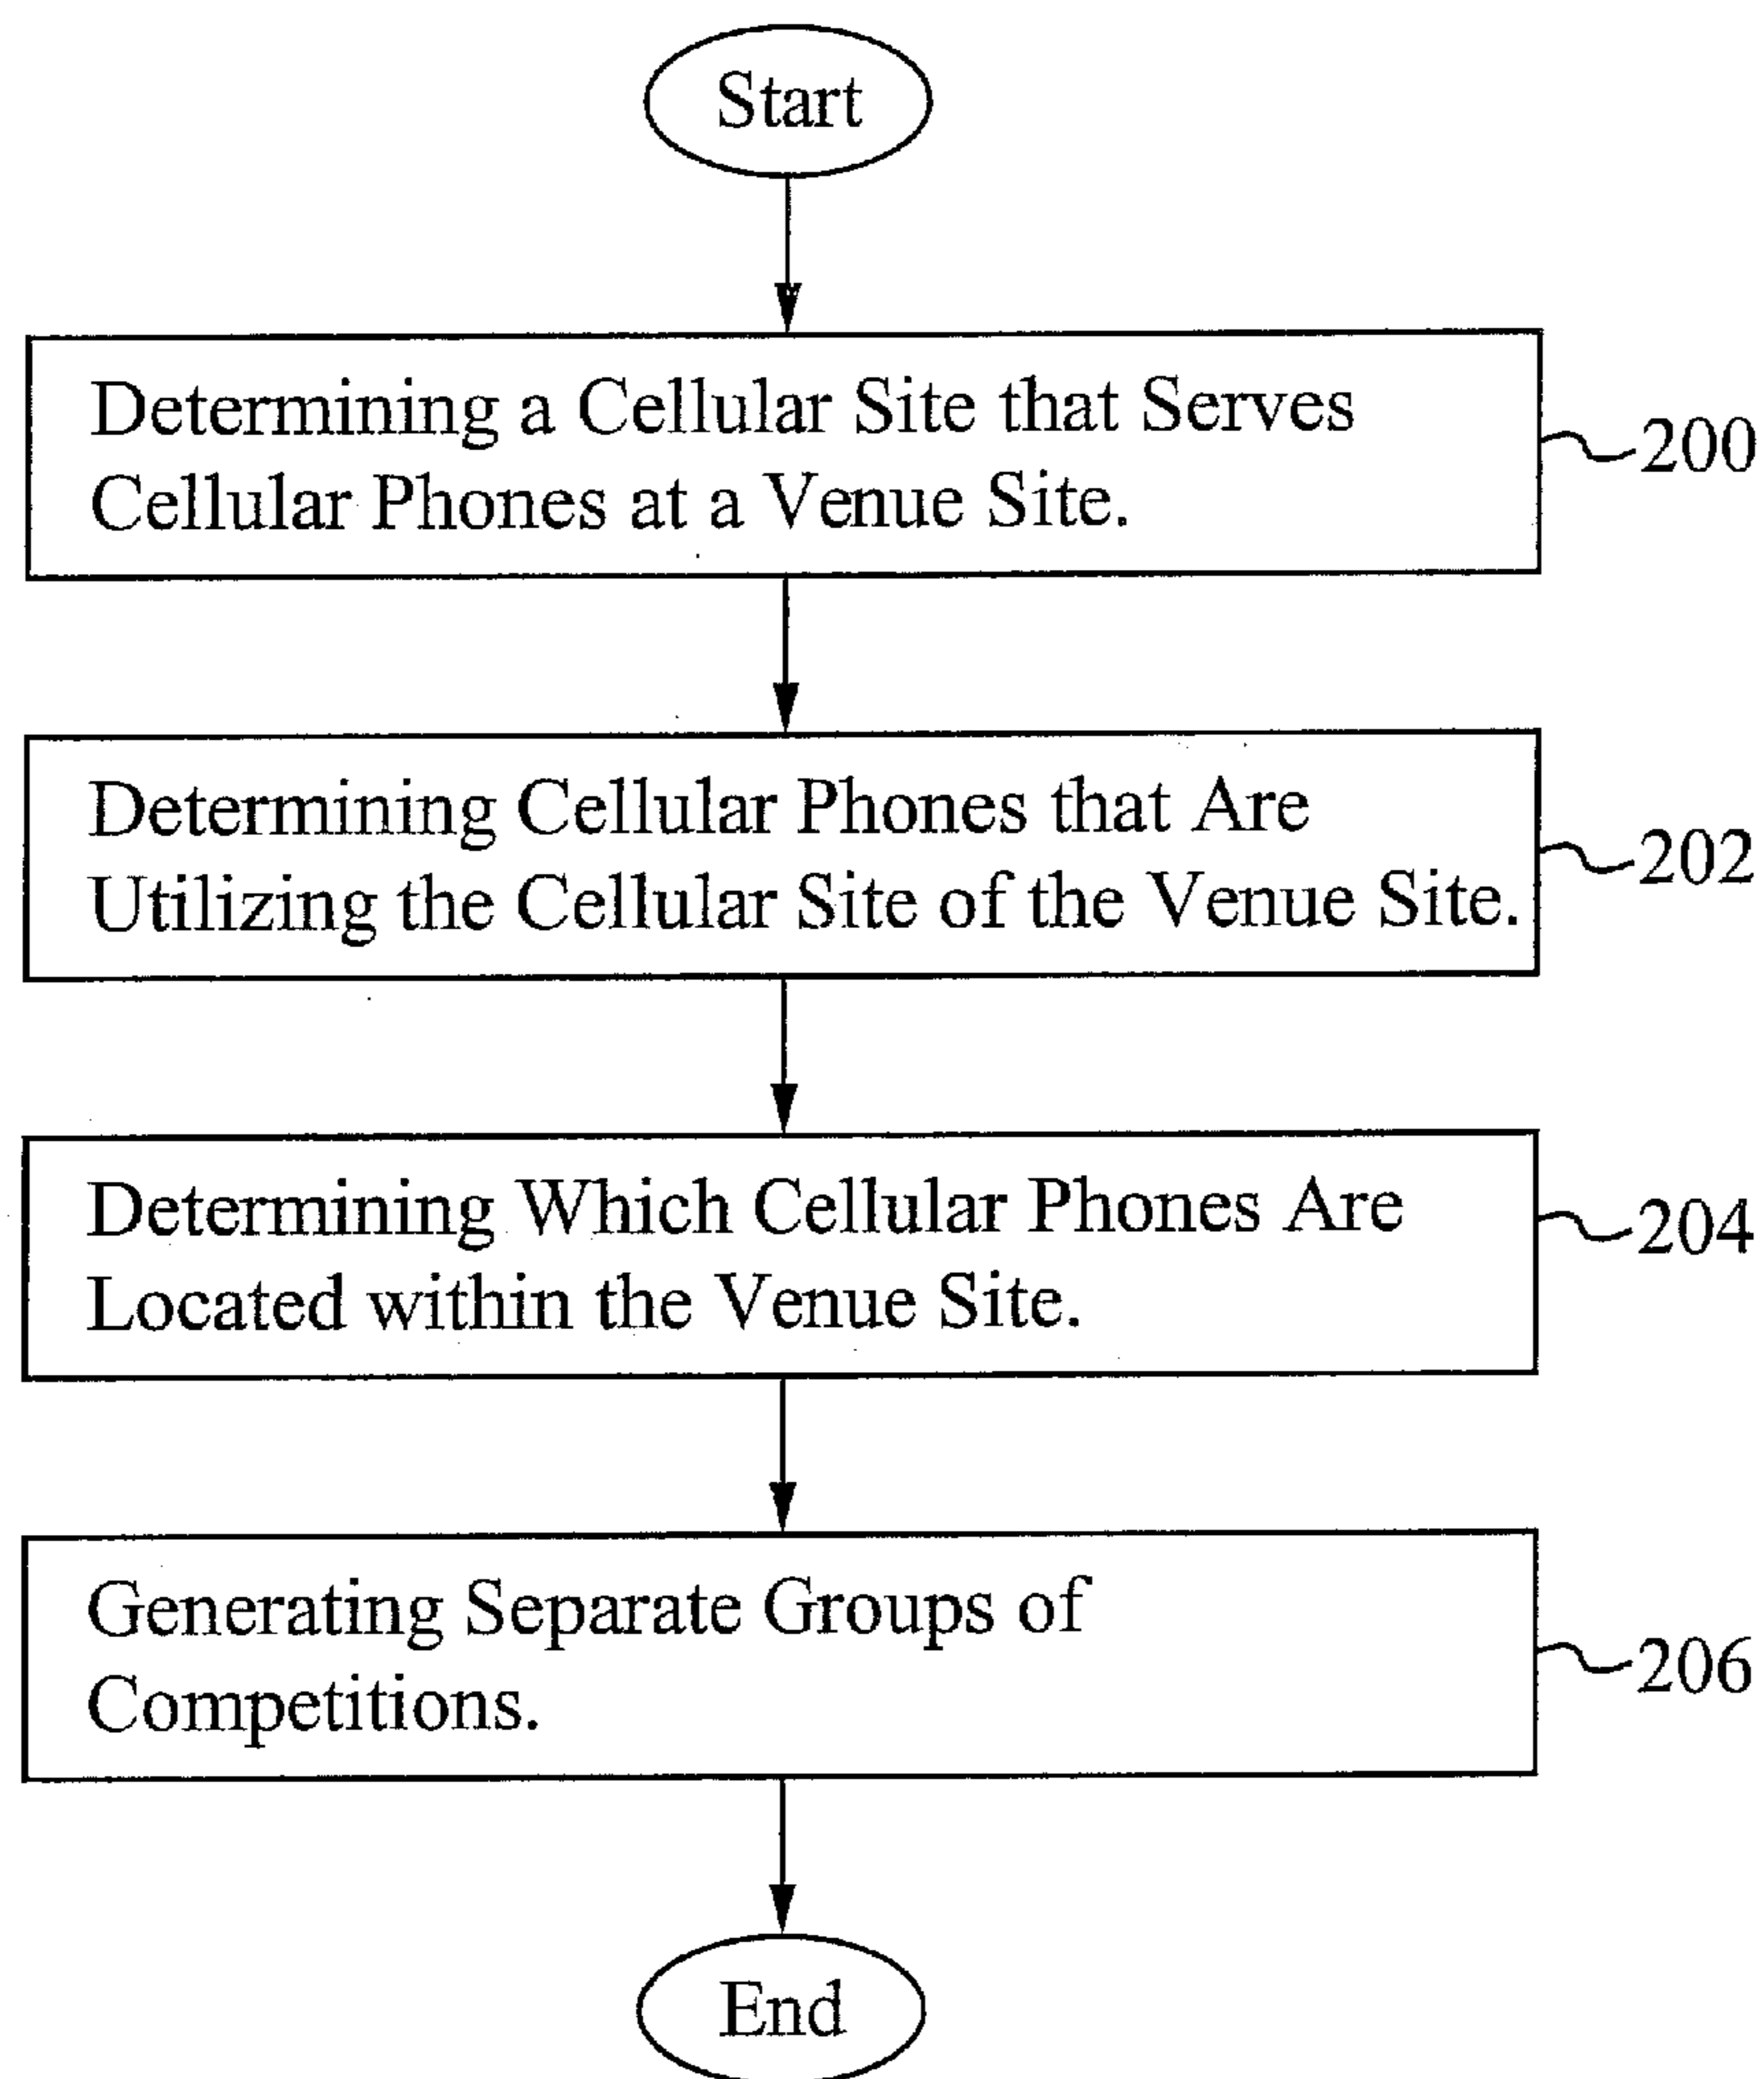 Start
Determining a Cellular Site that Serves
Cellular Phones at a Venue Site.
200
Determining Cellular Phones that Are
Utilizing the Cellular Site of the Venue Site.
202
Determining Which Cellular Phones Are
Located within the Venue Site.
204
Generating Separate Groups of
Competitions.
206
End